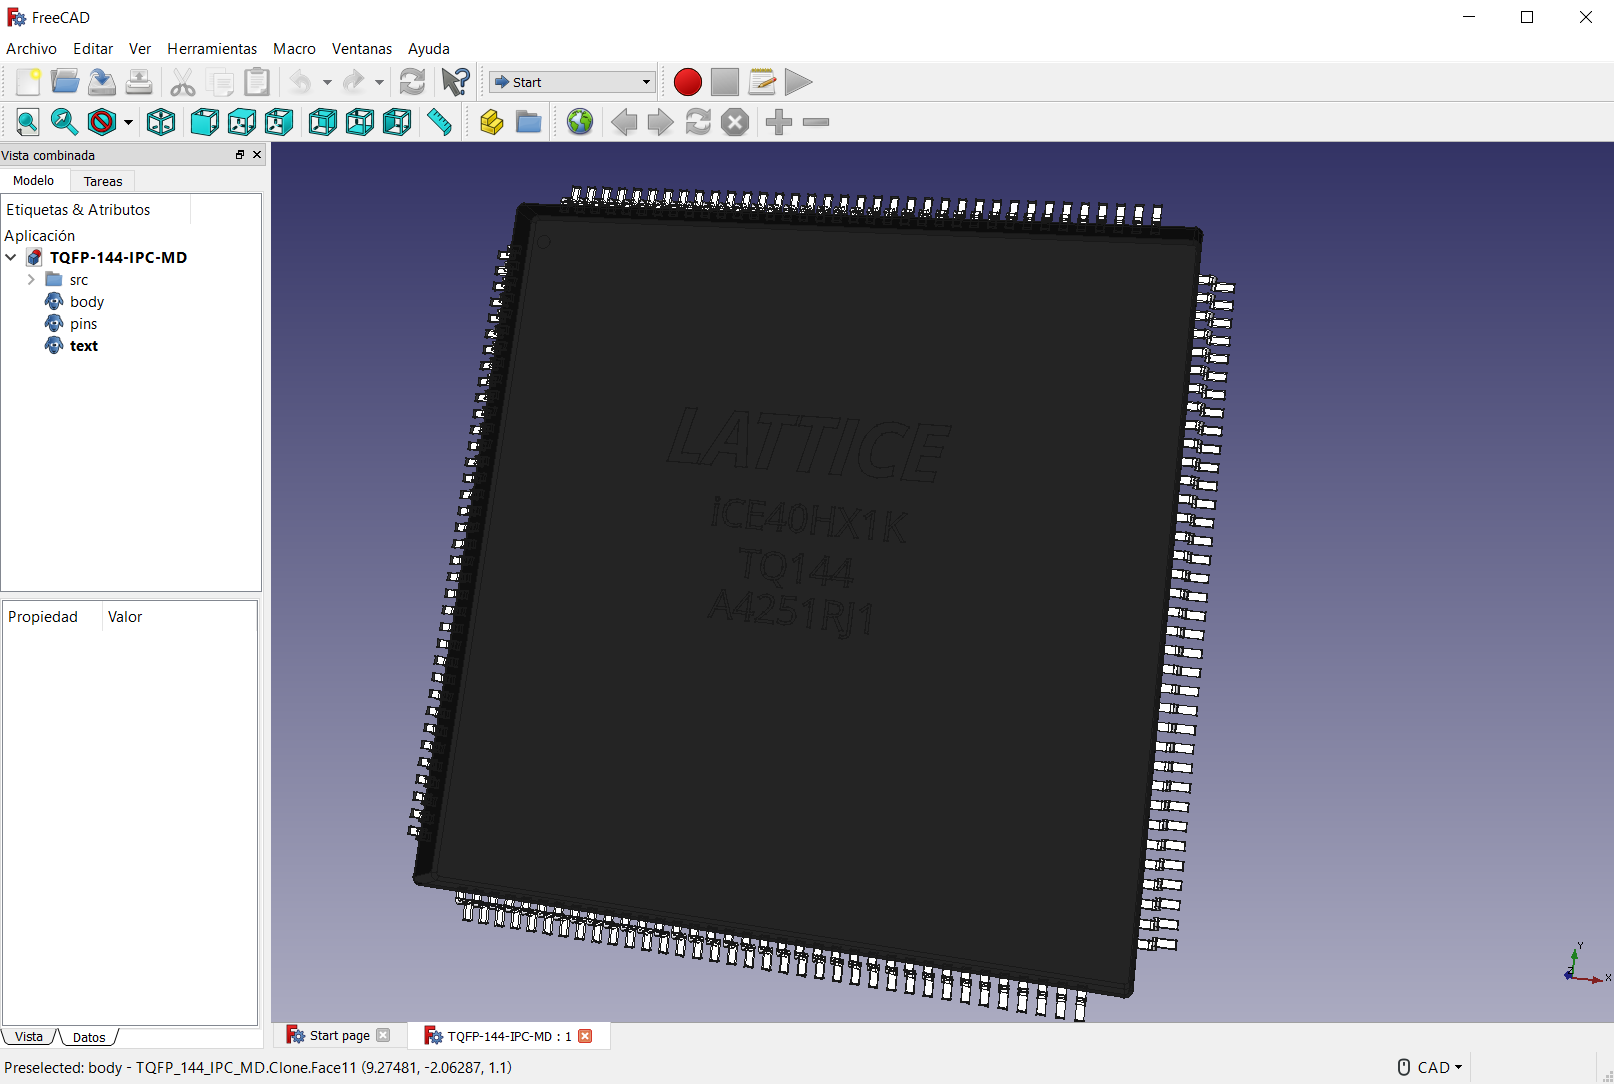 FreeCAD
Archivo Editar Ver Herramientas Macro Ventanas Ayuda
Start
Vista combinada
Modelo Tareas
Etiquetas & Atributos
Aplicación
TQFP-144-IPC-MD
src
body
pins
text
LATTICE
iCE40HX1K
TQ144
A4251RJ1
Propiedad Valor
Y
Z
X
Vista Datos
Start page TQFP-144-IPC-MD : 1
Preselected: body - TQFP_144_IPC_MD.Clone.Face11 (9.27481, -2.06287, 1.1)
CAD